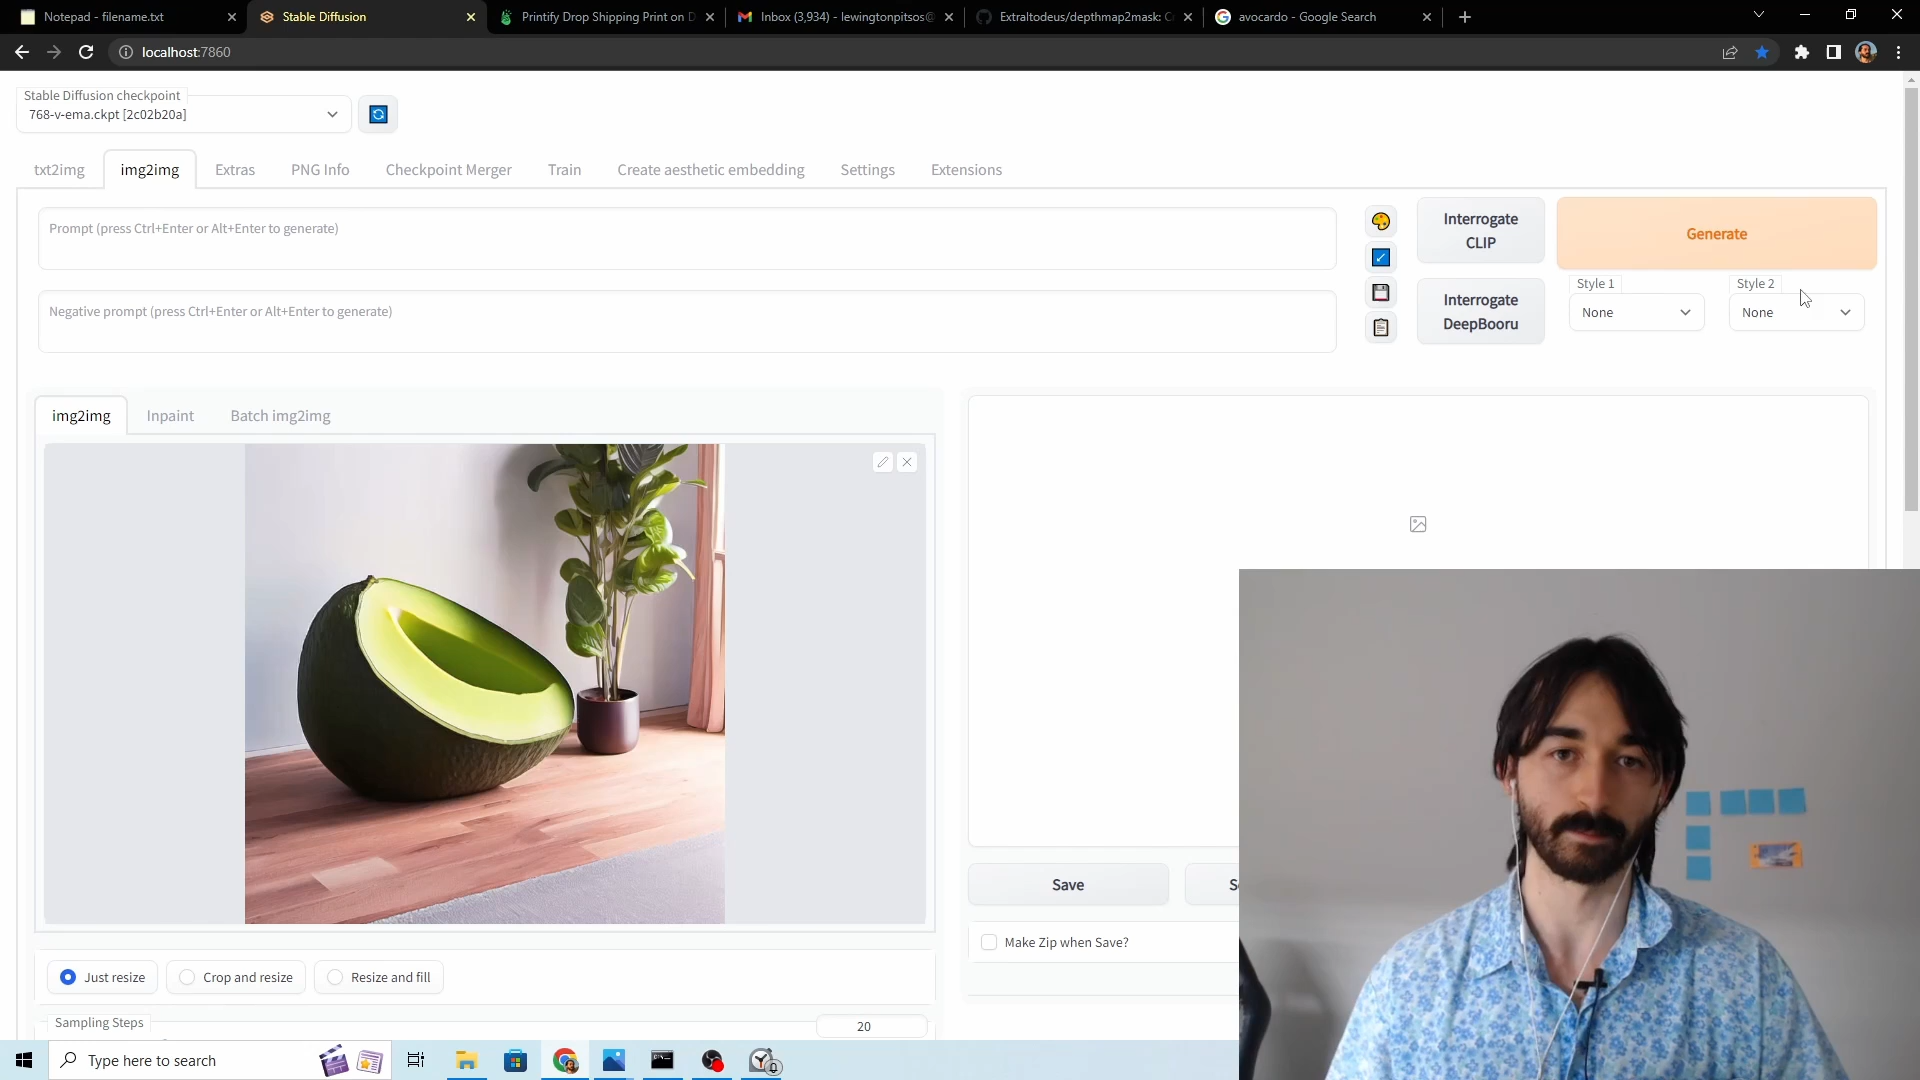 Notepad - filename.txt
Stable Diffusion
Printify Drop Shipping Print on D
Inbox (3,934) - lewingtonpitsos@
Extraltodeus/depthmap2mask: C
avocardo - Google Search
localhost:7860
Stable Diffusion checkpoint
768-v-ema.ckpt [2c02b20a]
txt2img
img2img
Extras
PNG Info
Checkpoint Merger
Train
Create aesthetic embedding
Settings
Extensions
Prompt (press Ctrl+Enter or Alt+Enter to generate)
Negative prompt (press Ctrl+Enter or Alt+Enter to generate)
Interrogate
CLIP
Interrogate
DeepBooru
Generate
Style 1
None
Style 2
None
img2img
Inpaint
Batch img2img
Save
S
Make Zip when Save?
Just resize
Crop and resize
Resize and fill
Sampling Steps
20
Type here to search